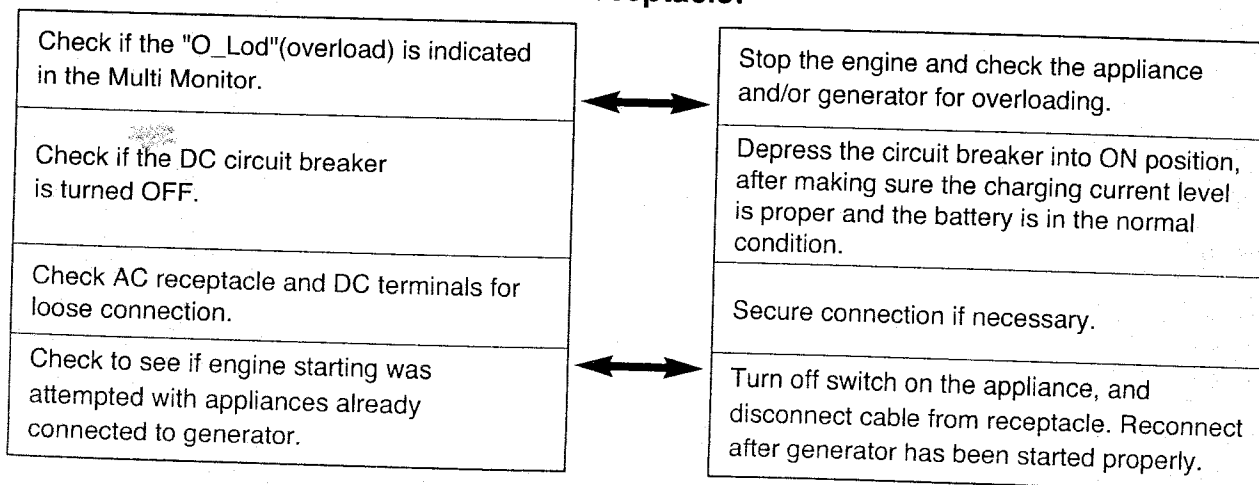 Check if the "O_Lod"(overload) is indicated
in the Multi Monitor.
Check if the DC circuit breaker
is turned OFF.
Check AC receptacle and DC terminals for
loose connection.
Check to see if engine starting was
attempted with appliances already
connected to generator.
Stop the engine and check the appliance
and/or generator for overloading.
Depress the circuit breaker into ON position,
after making sure the charging current level
is proper and the battery is in the normal
condition.
Secure connection if necessary.
Turn off switch on the appliance, and
disconnect cable from receptacle. Reconnect
after generator has been started properly.